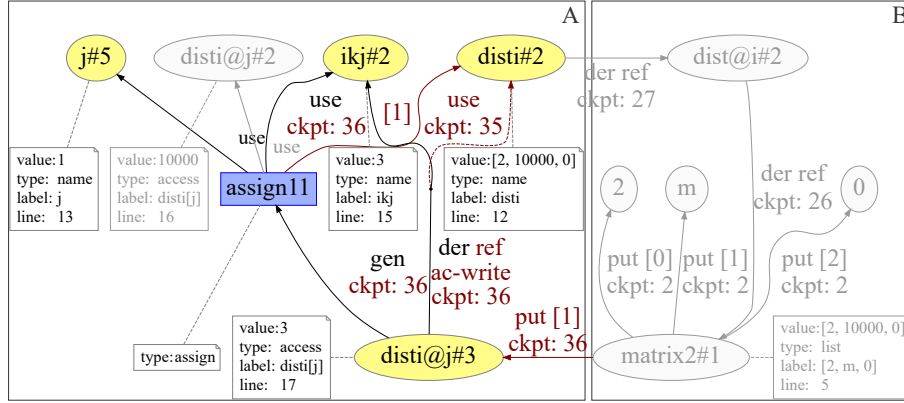 A
B
j#5
disti@j#2
ikj#2
disti#2
dist@i#2
der ref
ckpt: 27
use
ckpt: 36
[1]
use
ckpt: 35
use
use
value:1
type: name
label: j
line: 13
value:10000
type: access
label: disti[j]
line: 16
assign11
value:3
type: name
label: ikj
line: 15
value:[2, 10000, 0]
type: name
label: disti
line: 12
2
m
der ref
ckpt: 26
0
gen
ckpt: 36
der ref
ac-write
ckpt: 36
put [0]
ckpt: 2
put [1]
ckpt: 2
put [2]
ckpt: 2
put [1]
ckpt: 36
type:assign
value:3
type: access
label: disti[j]
line: 17
disti@j#3
matrix2#1
value:[2, 10000, 0]
type: list
label: [2, m, 0]
line: 5